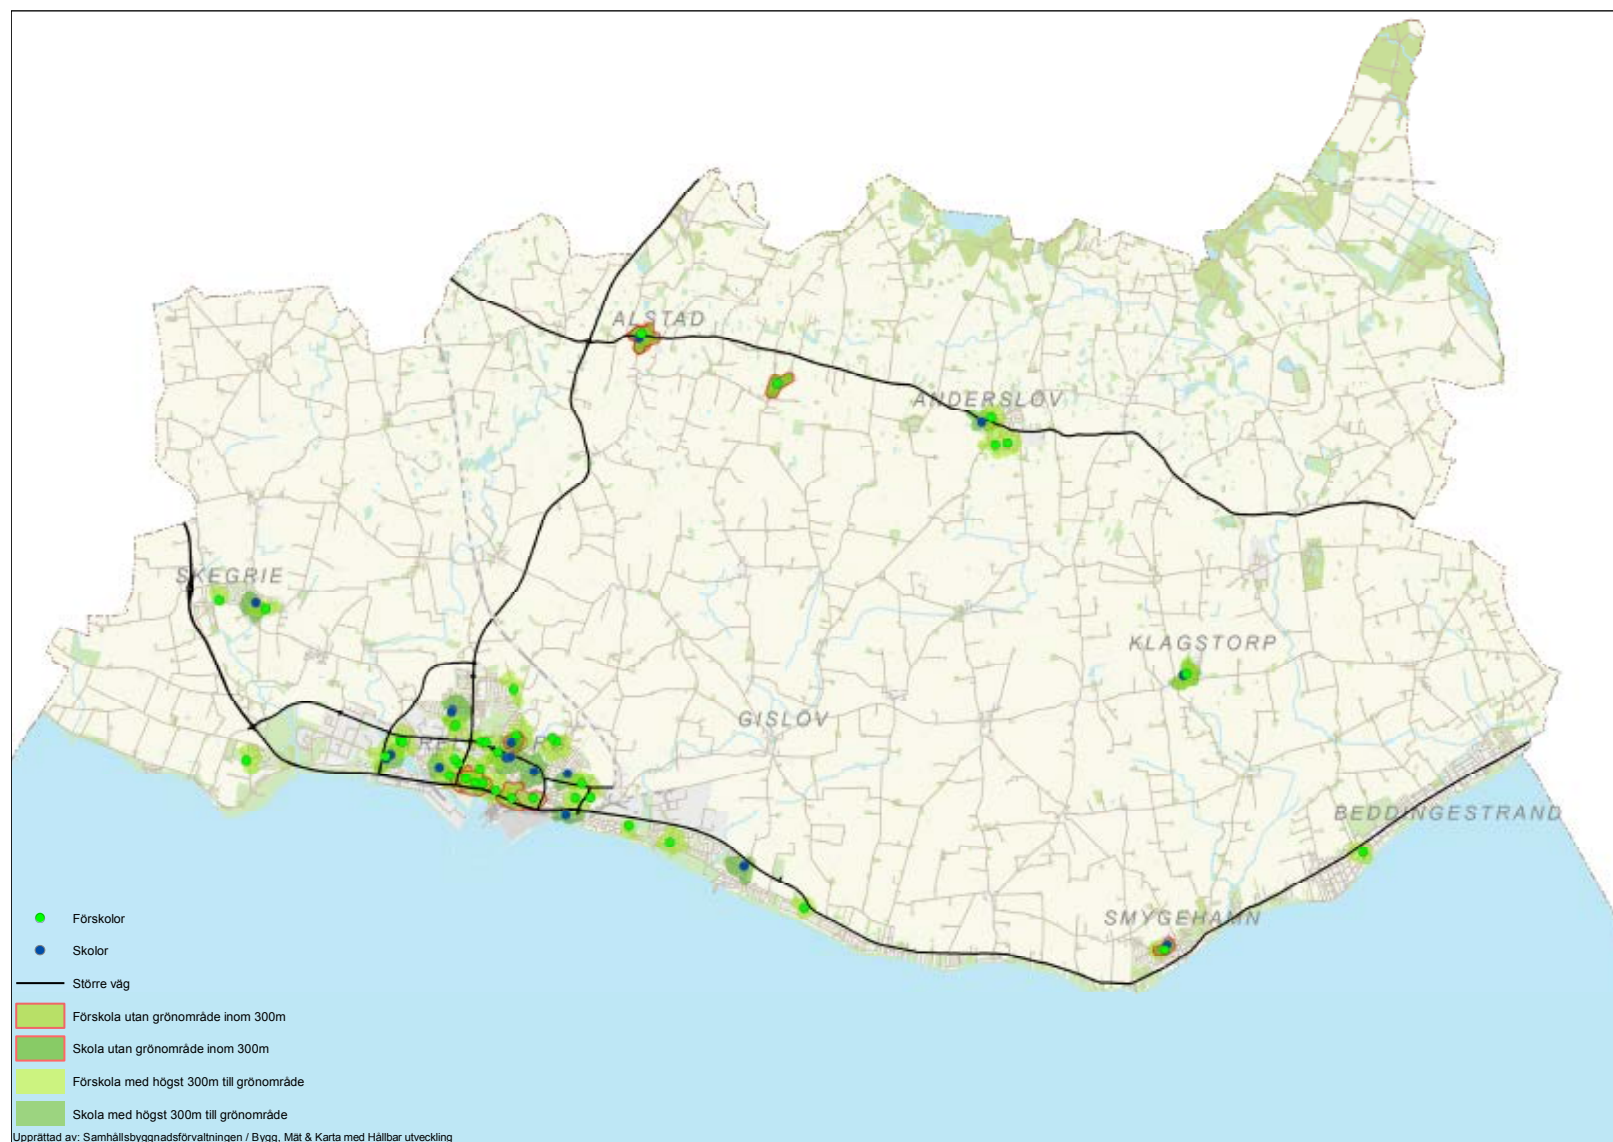 ALSTAD
ANDERSLÖV
SKEGRIE
KLAGSTORP
GISLÖV
BEDDINGESTRAND
SMYGEHAMN
Förskolor
Skolor
Större väg
Förskola utan grönområde inom 300m
Skola utan grönområde inom 300m
Förskola med högst 300m till grönområde
Skola med högst 300m till grönområde
Upprättad av: Samhällsbyggnadsförvaltningen / Bygg, Mät & Karta med Hållbar utveckling